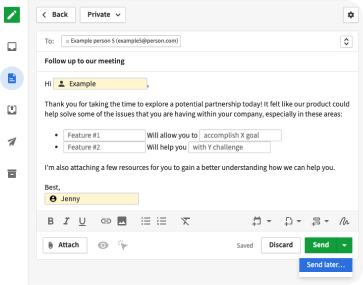 Back
Private
To:
× Example person 5 (example5@person.com)
Follow up to our meeting
Hi Example,
Thank you for taking the time to explore a potential partnership today! It felt like our product could
help solve some of the issues that you are having within your company, especially in these areas:
• Feature #1 Will allow you to accomplish X goal
• Feature #2 Will help you with Y challenge
I'm also attaching a few resources for you to gain a better understanding how we can help you.
Best,
Jenny
B I U
Attach
Saved
Discard
Send
Send later...